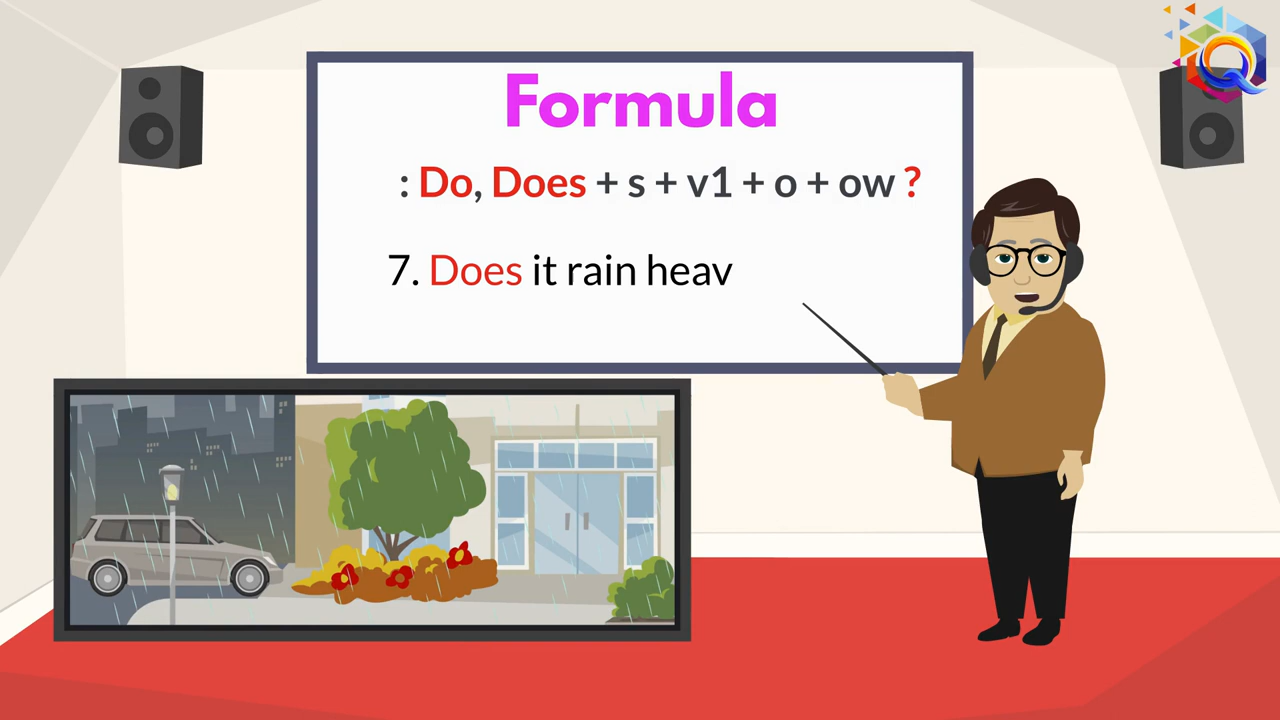 Formula
: Do, Does + s + v1 + o + ow ?
7. Does it rain heav